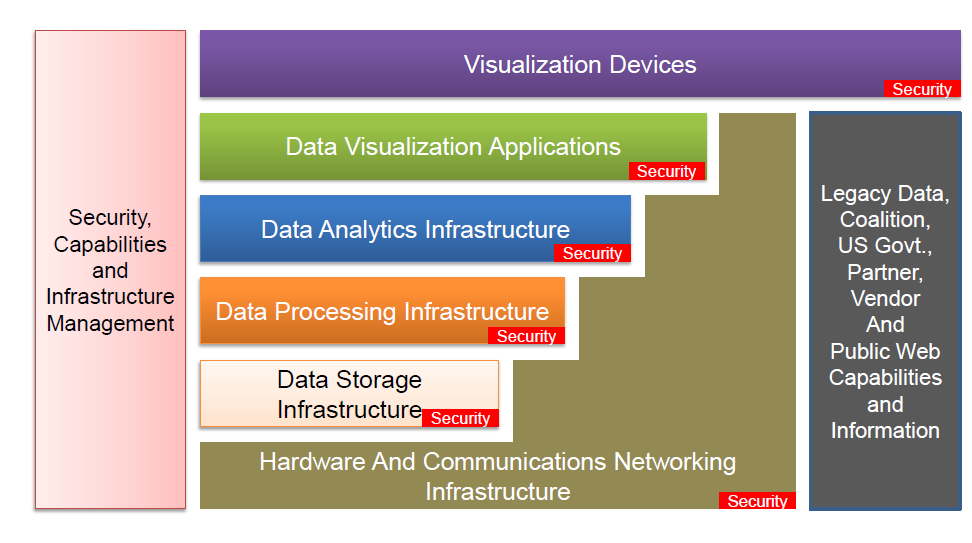 Visualization Devices
Security
Security,
Capabilities
and
Infrastructure
Management
Data Visualization Applications
Security
Data Analytics Infrastructure
Security
Data Processing Infrastructure
Security
Data Storage
Infrastructure
Security
Hardware And Communications Networking
Infrastructure
Security
Legacy Data,
Coalition,
US Govt.,
Partner,
Vendor
And
Public Web
Capabilities
and
Information